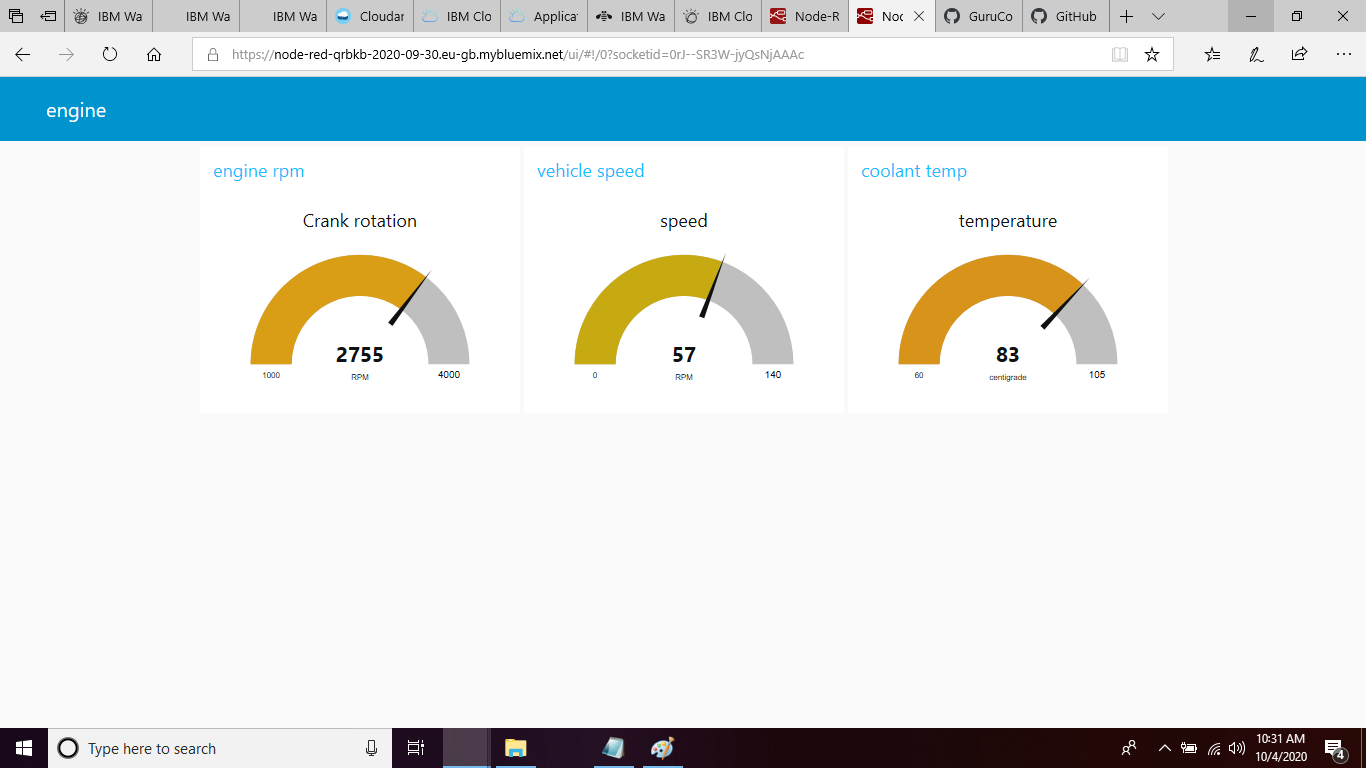 IBM Wa
IBM Wa
IBM Wa
Cloudar
IBM Clo
Applica
IBM Wa
IBM Clo
Node-R
Noc
GuruCo
GitHub
https://node-red-qrbkb-2020-09-30.eu-gb.mybluemix.net/ui/#!/0?socketid=0rJ--SR3W-jyQsNjAAAc
engine
engine rpm
vehicle speed
coolant temp
Crank rotation
speed
temperature
2755
57
83
1000
RPM
4000
0
RPM
140
60
centigrade
105
Type here to search
10:31 AM
10/4/2020
4